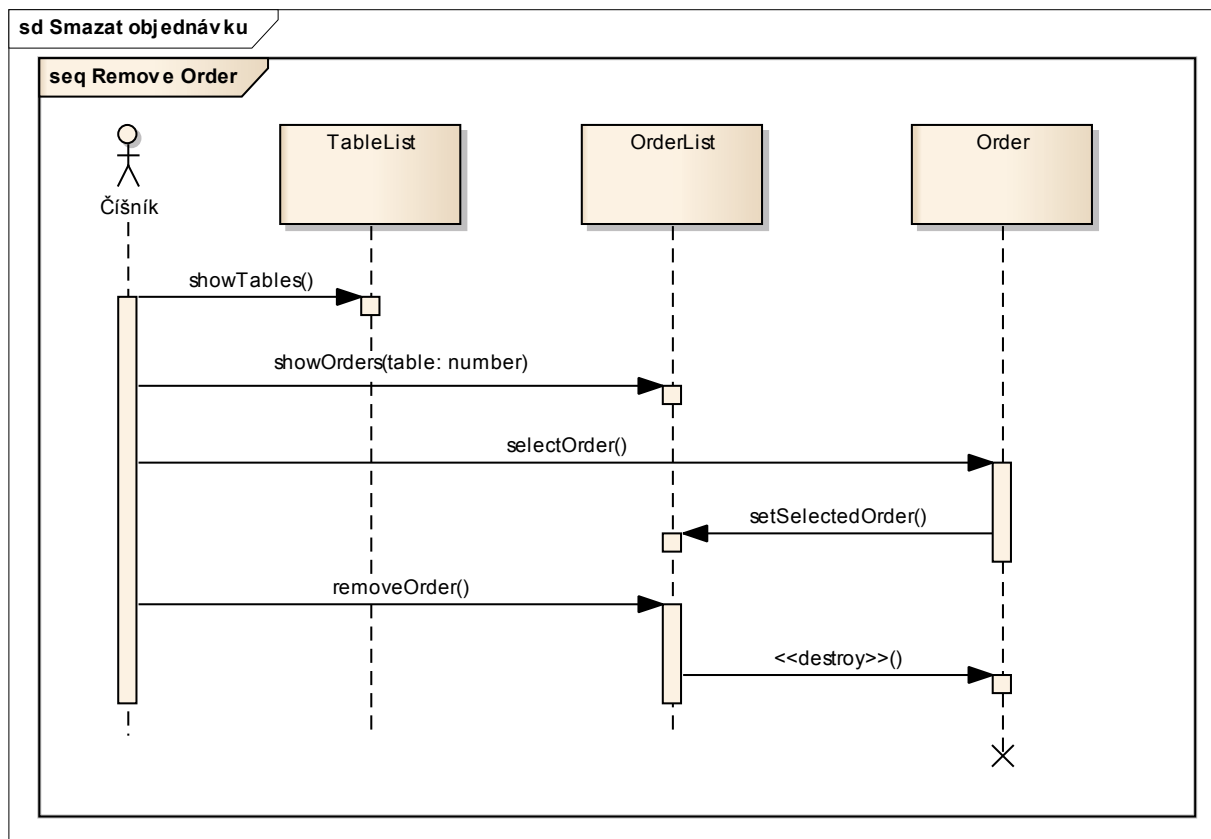 sd Smazat objednávku
seq Remove Order
TableList
OrderList
Order
Číšník
showTables()
showOrders(table: number)
selectOrder()
setSelectedOrder()
removeOrder()
<<destroy>>()